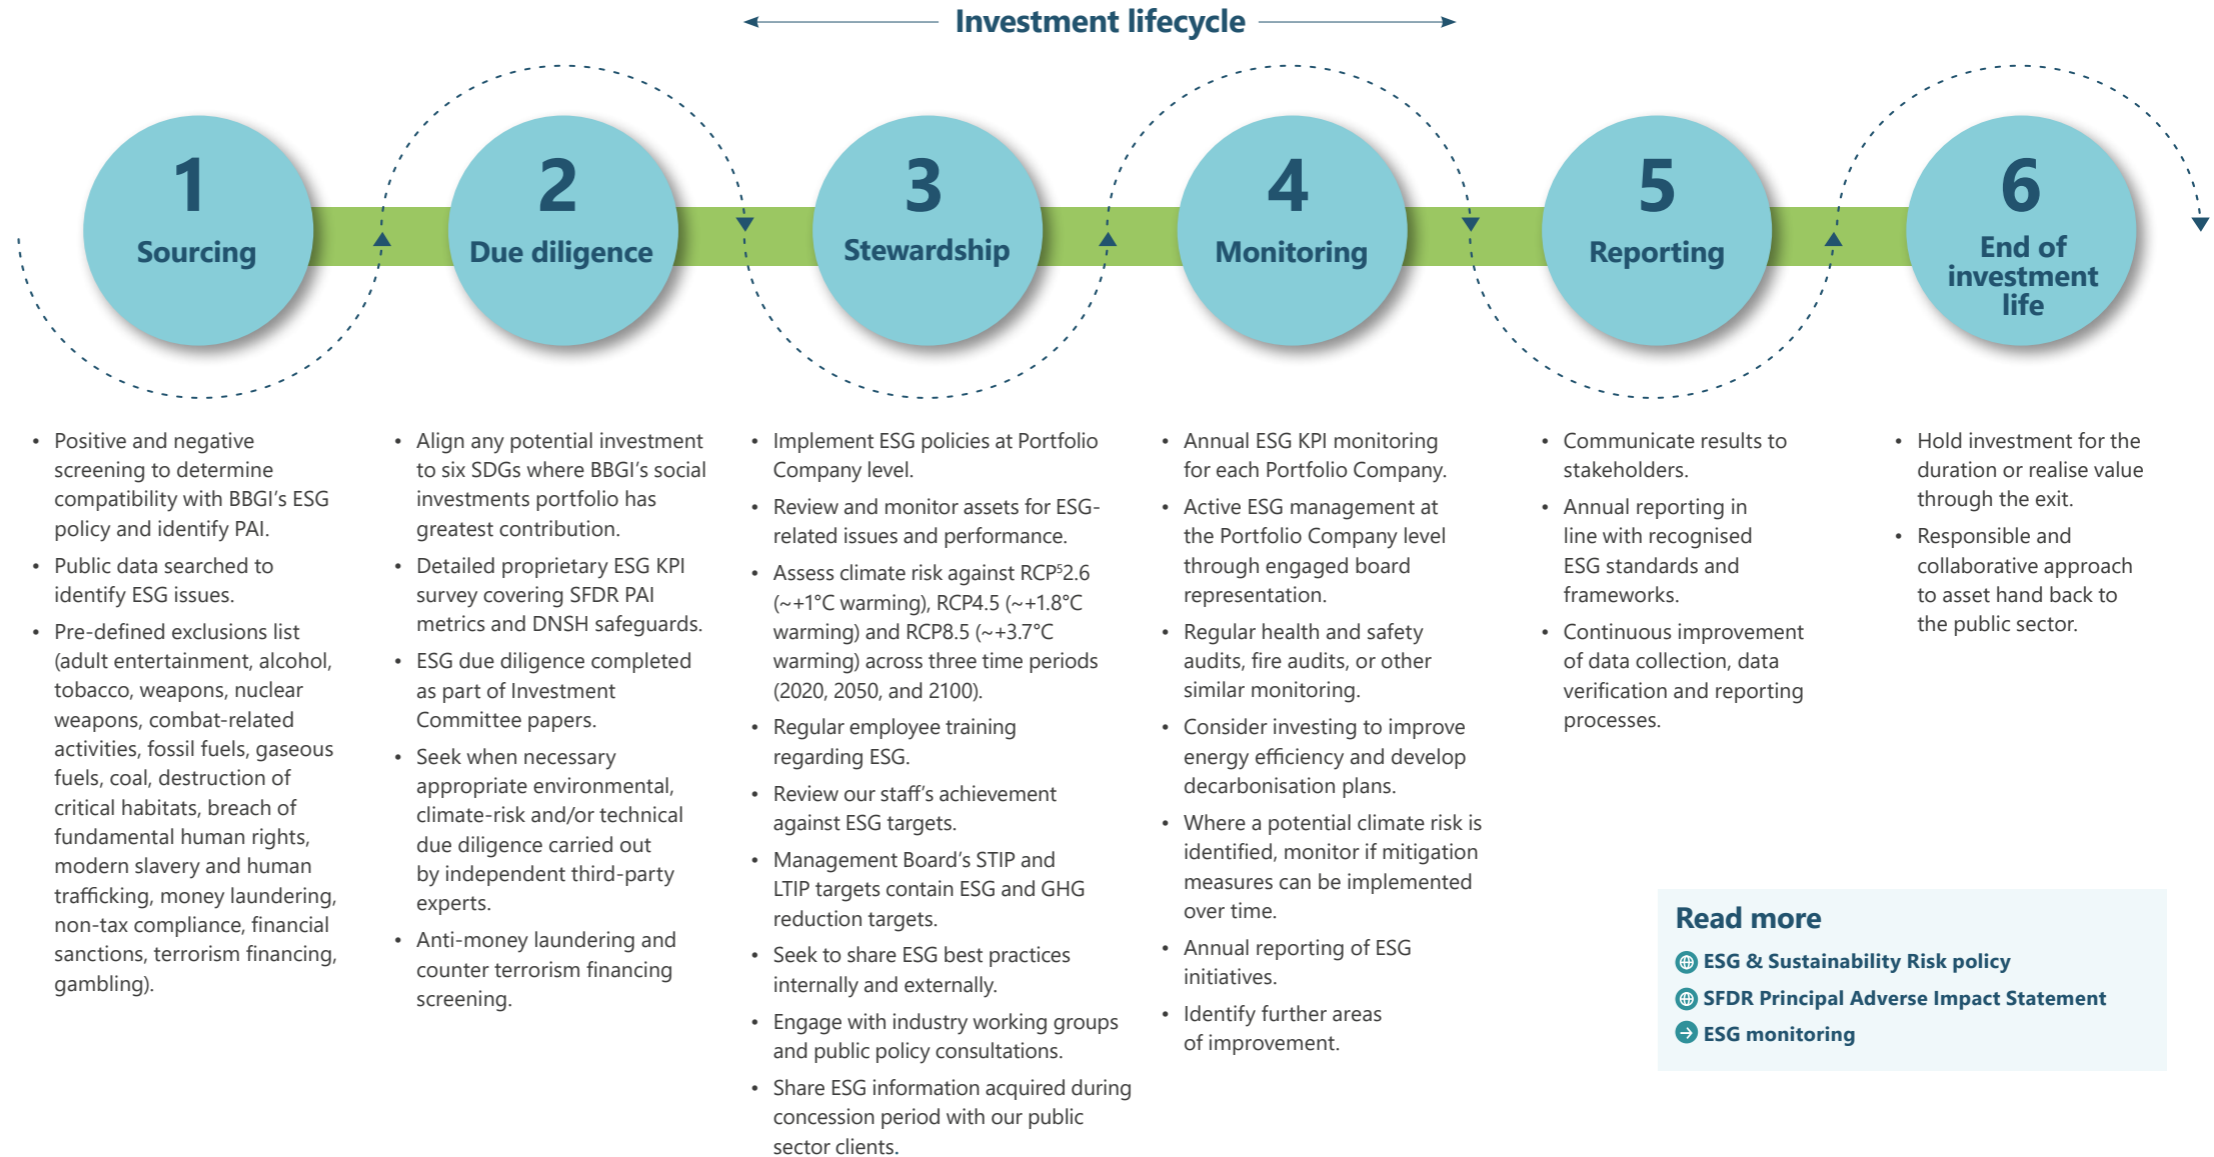 Investment lifecycle
1
Sourcing
2
Due diligence
3
Stewardship
4
Monitoring
5
Reporting
6
End of
investment
life
• Positive and negative
screening to determine
compatibility with BBGI’s ESG
policy and identify PAI.
• Public data searched to
identify ESG issues.
• Pre-defined exclusions list
(adult entertainment, alcohol,
tobacco, weapons, nuclear
weapons, combat-related
activities, fossil fuels, gaseous
fuels, coal, destruction of
critical habitats, breach of
fundamental human rights,
modern slavery and human
trafficking, money laundering,
non-tax compliance, financial
sanctions, terrorism financing,
gambling).
• Align any potential investment
to six SDGs where BBGI’s social
investments portfolio has
greatest contribution.
• Detailed proprietary ESG KPI
survey covering SFDR PAI
metrics and DNSH safeguards.
• ESG due diligence completed
as part of Investment
Committee papers.
• Seek when necessary
appropriate environmental,
climate-risk and/or technical
due diligence carried out
by independent third-party
experts.
• Anti-money laundering and
counter terrorism financing
screening.
• Implement ESG policies at Portfolio
Company level.
• Review and monitor assets for ESG-
related issues and performance.
• Assess climate risk against RCP⁵2.6
(~+1°C warming), RCP4.5 (~+1.8°C
warming) and RCP8.5 (~+3.7°C
warming) across three time periods
(2020, 2050, and 2100).
• Regular employee training
regarding ESG.
• Review our staff’s achievement
against ESG targets.
• Management Board’s STIP and
LTIP targets contain ESG and GHG
reduction targets.
• Seek to share ESG best practices
internally and externally.
• Engage with industry working groups
and public policy consultations.
• Share ESG information acquired during
concession period with our public
sector clients.
• Annual ESG KPI monitoring
for each Portfolio Company.
• Active ESG management at
the Portfolio Company level
through engaged board
representation.
• Regular health and safety
audits, fire audits, or other
similar monitoring.
• Consider investing to improve
energy efficiency and develop
decarbonisation plans.
• Where a potential climate risk is
identified, monitor if mitigation
measures can be implemented
over time.
• Annual reporting of ESG
initiatives.
• Identify further areas
of improvement.
• Communicate results to
stakeholders.
• Annual reporting in
line with recognised
ESG standards and
frameworks.
• Continuous improvement
of data collection, data
verification and reporting
processes.
• Hold investment for the
duration or realise value
through the exit.
• Responsible and
collaborative approach
to asset hand back to
the public sector.
Read more
ESG & Sustainability Risk policy
SFDR Principal Adverse Impact Statement
ESG monitoring